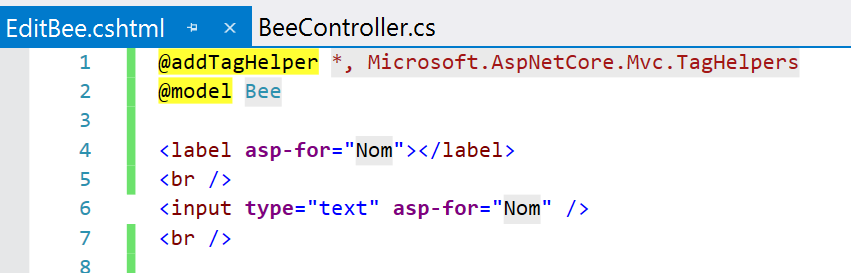 EditBee.cshtml BeeController.cs
1 @addTagHelper *, Microsoft.AspNetCore.Mvc.TagHelpers
2 @model Bee
3
4 <label asp-for="Nom"></label>
5 <br />
6 <input type="text" asp-for="Nom" />
7 <br />
8